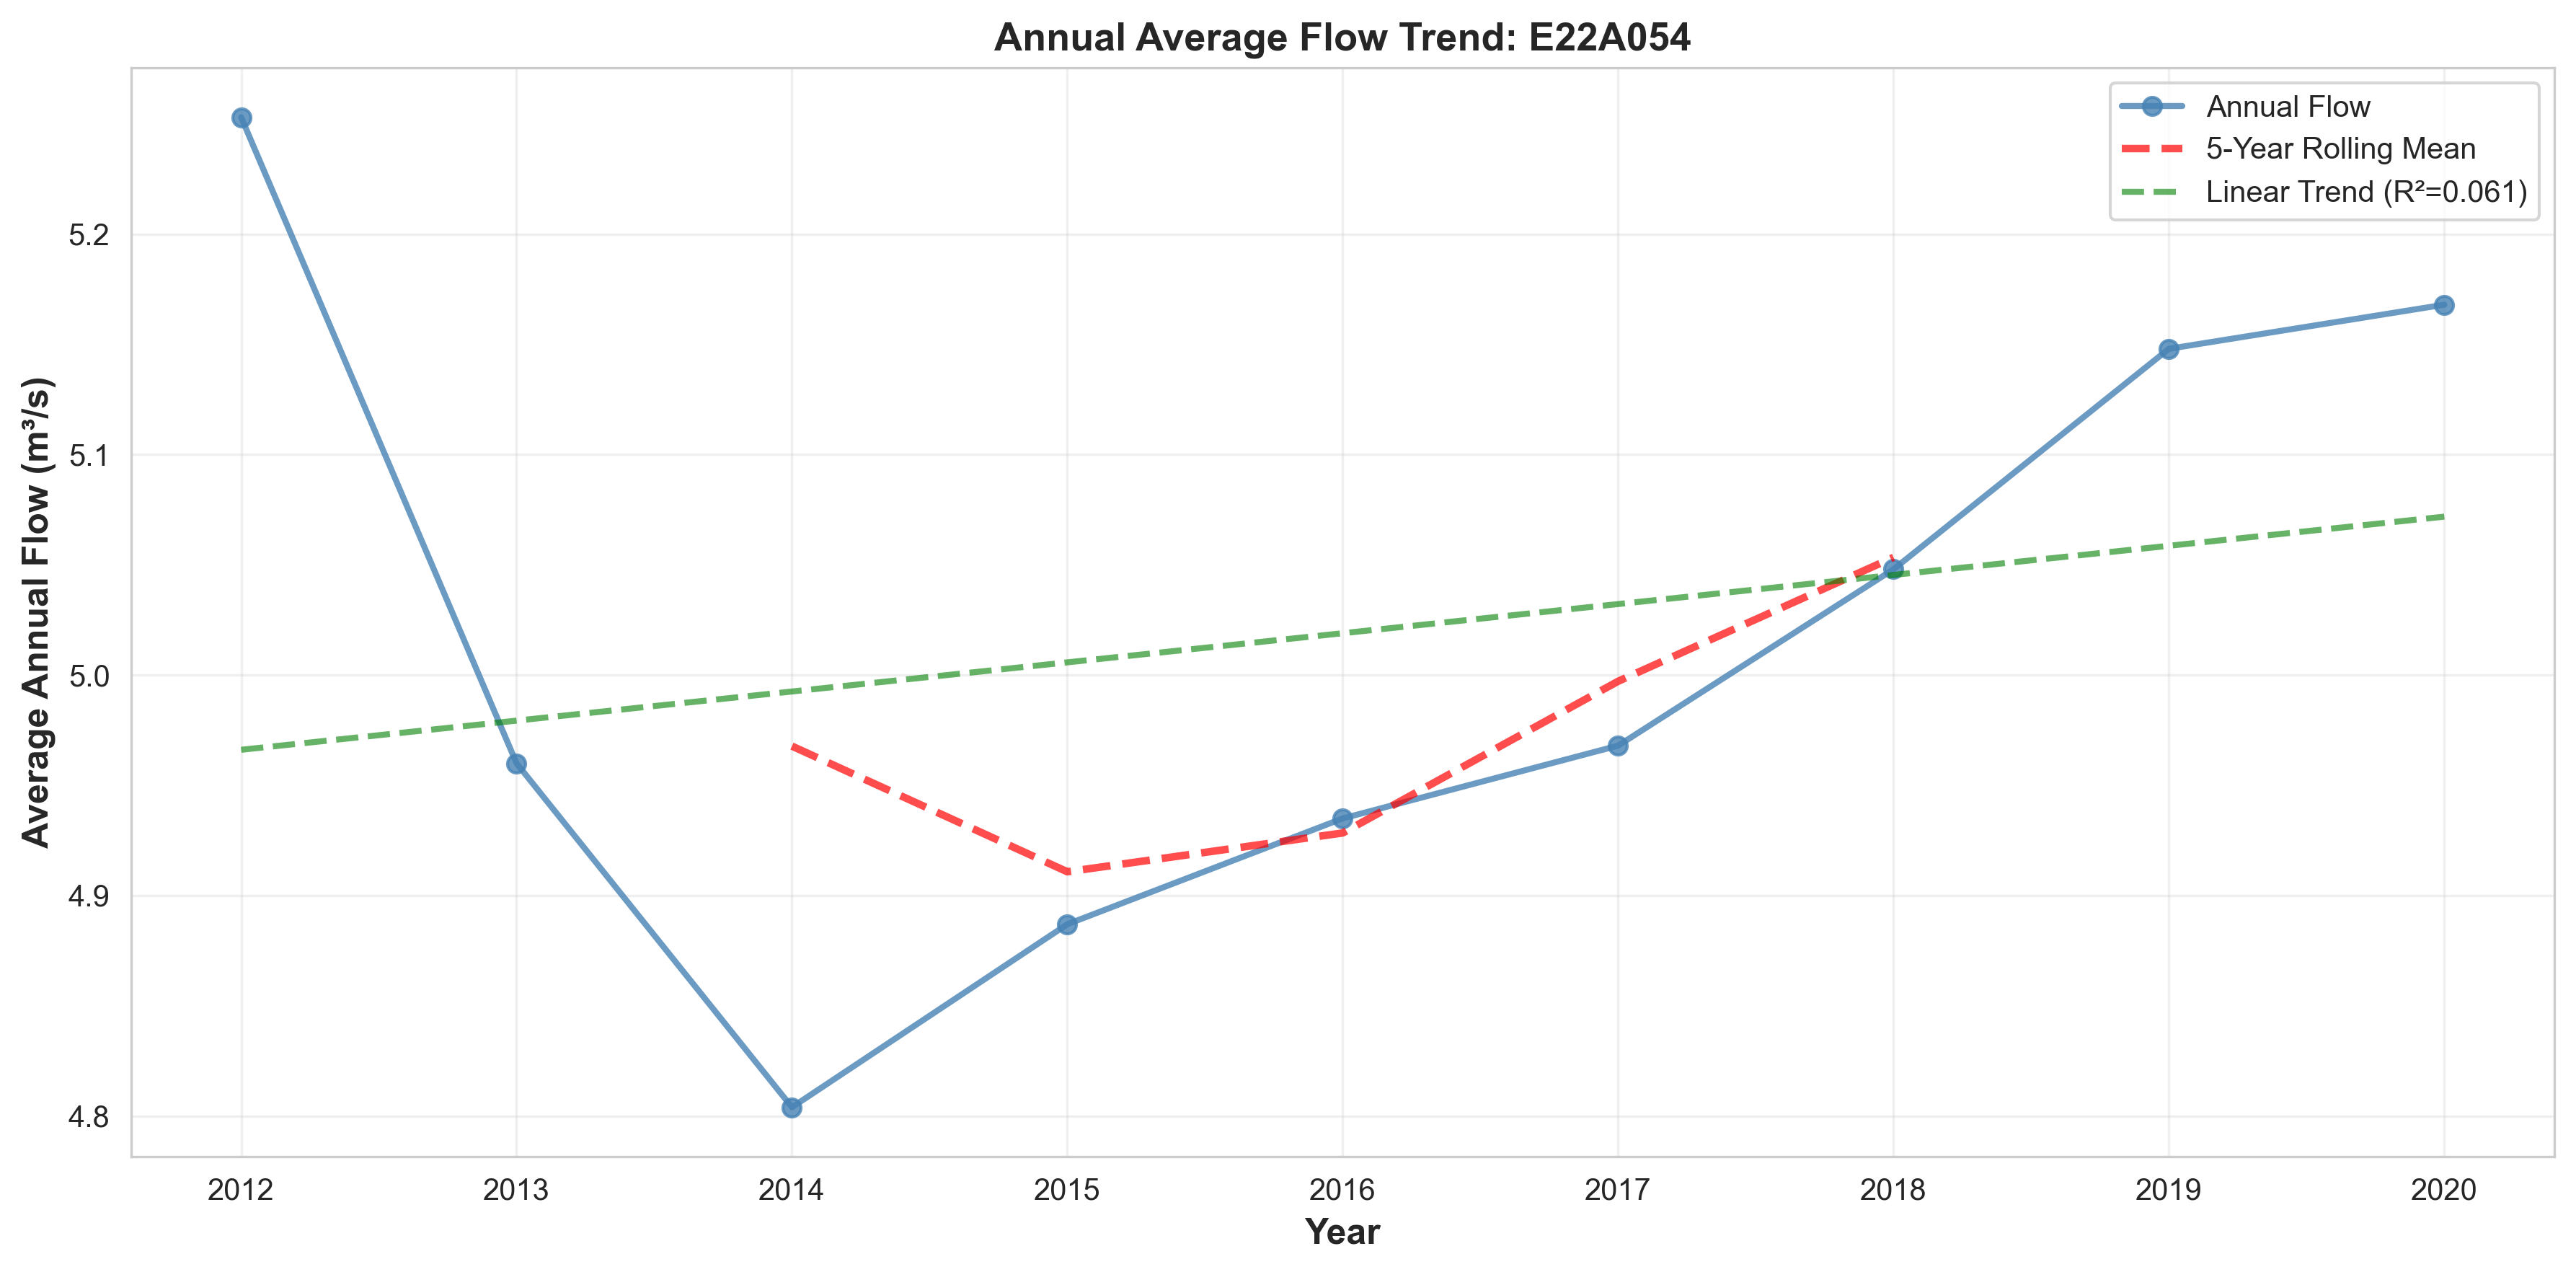 Annual Average Flow Trend: E22A054
Annual Flow
5-Year Rolling Mean
Linear Trend (R²=0.061)
Average Annual Flow (m³/s)
5.2
5.1
5.0
4.9
4.8
2012 2013 2014 2015 2016 2017 2018 2019 2020
Year